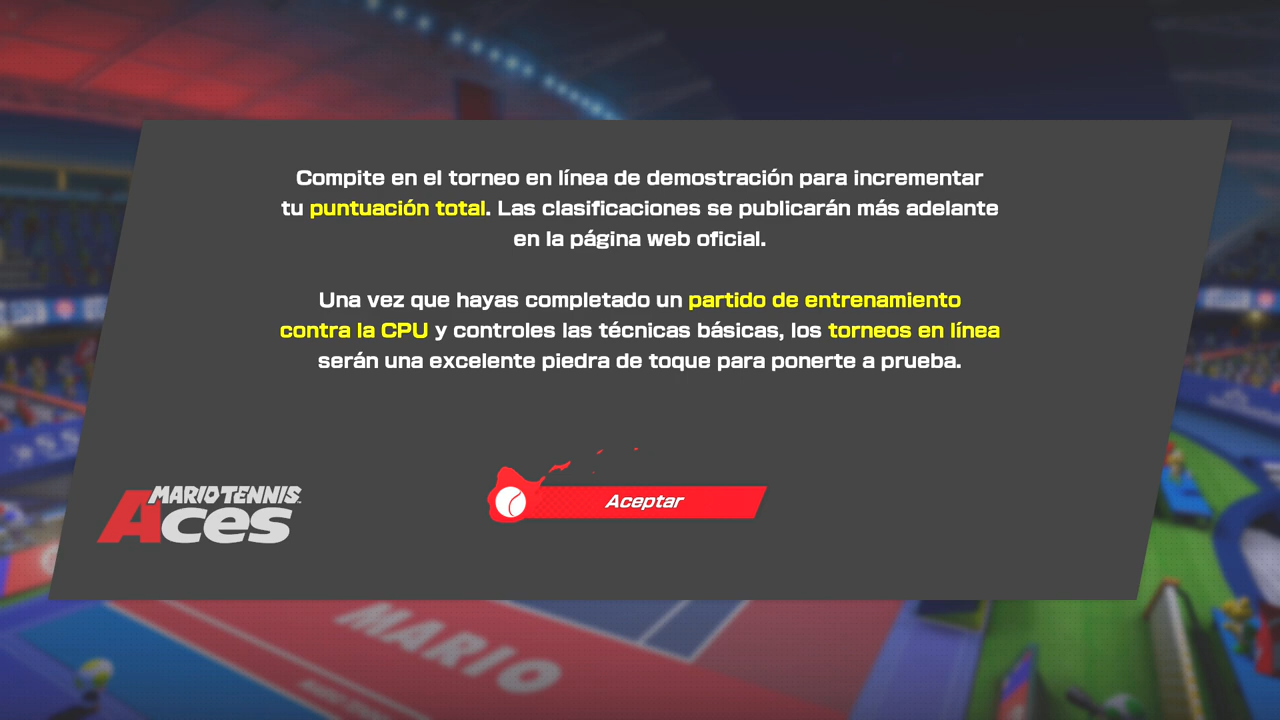 Compite en el torneo en línea de demostración para incrementar
tu puntuación total. Las clasificaciones se publicarán más adelante
en la página web oficial.
Una vez que hayas completado un partido de entrenamiento
contra la CPU y controles las técnicas básicas, los torneos en línea
serán una excelente piedra de toque para ponerte a prueba.
Aceptar
MARIO TENNIS
Aces
MARIO